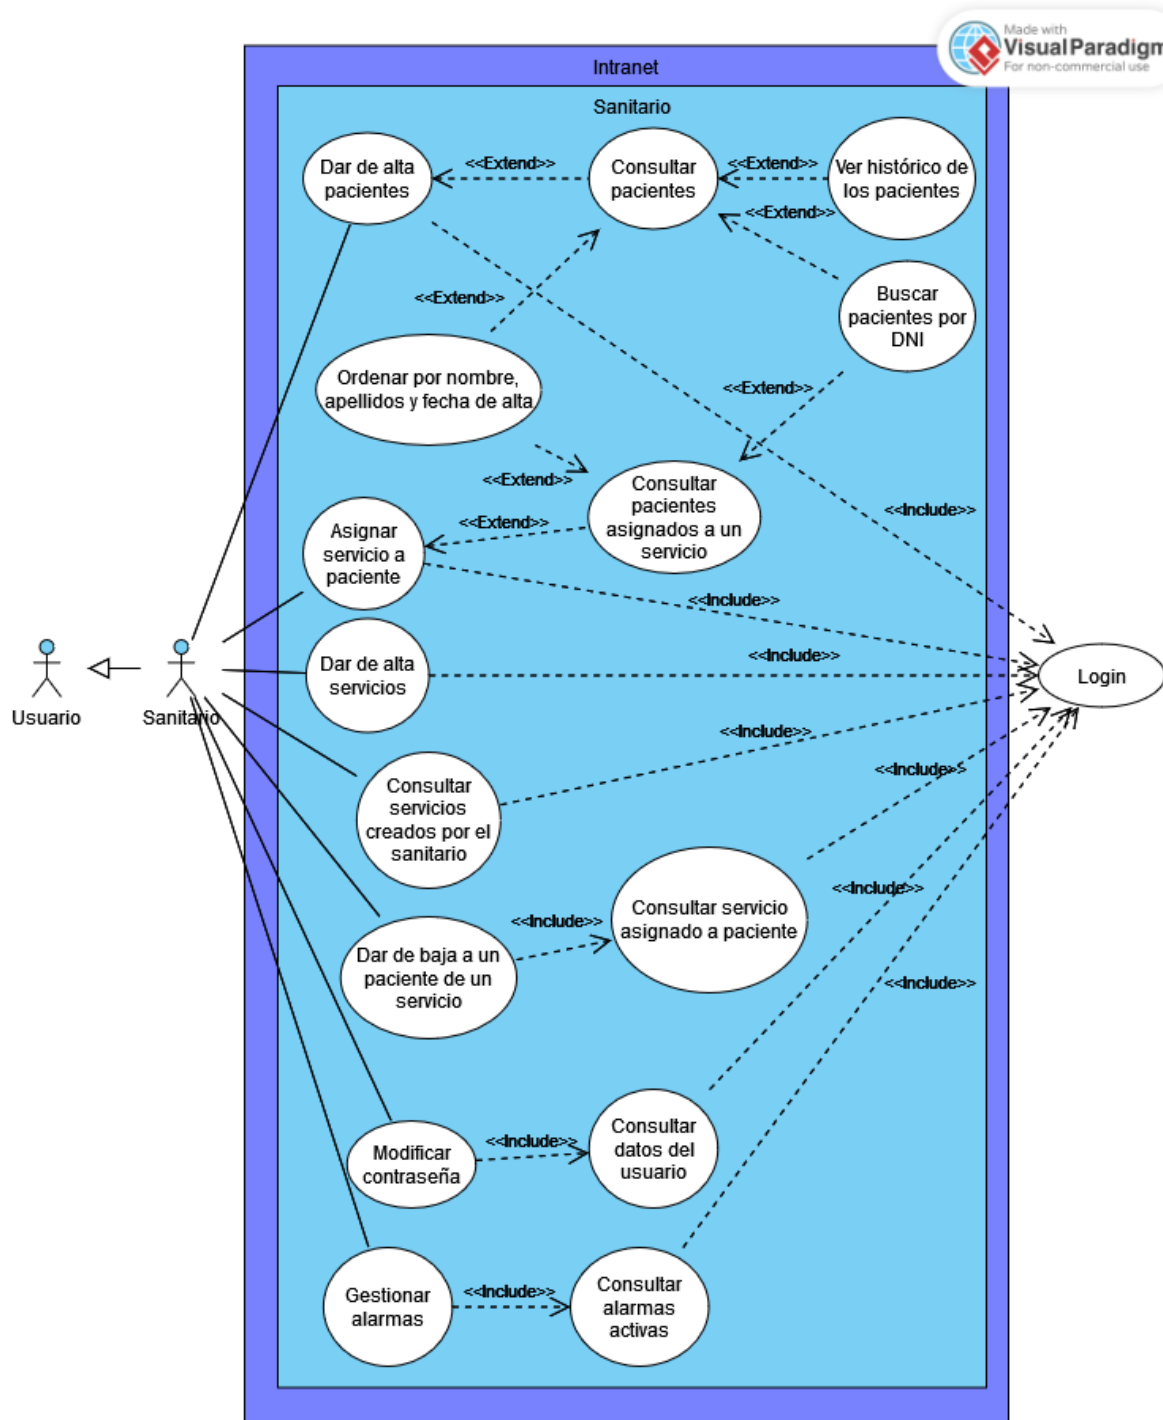 Made with
Visual Paradigm
For non-commercial use
Intranet
Sanitario
Dar de alta
pacientes
<<Extend>>
Consultar
pacientes
<<Extend>>
Ver histórico de
los pacientes
<<Extend>>
Buscar
pacientes por
DNI
<<Extend>>
Ordenar por nombre,
apellidos y fecha de alta
<<Extend>>
<<Extend>>
Consultar
pacientes
asignados a un
servicio
<<Extend>>
Asignar
servicio a
paciente
<<Include>>
<<Include>>
Dar de alta
servicios
<<Include>>
Login
Usuario
Sanitario
<<Include>>
Consultar
servicios
creados por el
sanitario
<<Include>>
Consultar servicio
asignado a paciente
<<Include>>
<<Include>>
Dar de baja a un
paciente de un
servicio
<<Include>>
Modificar
contraseña
<<Include>>
Consultar
datos del
usuario
Gestionar
alarmas
<<Include>>
Consultar
alarmas
activas